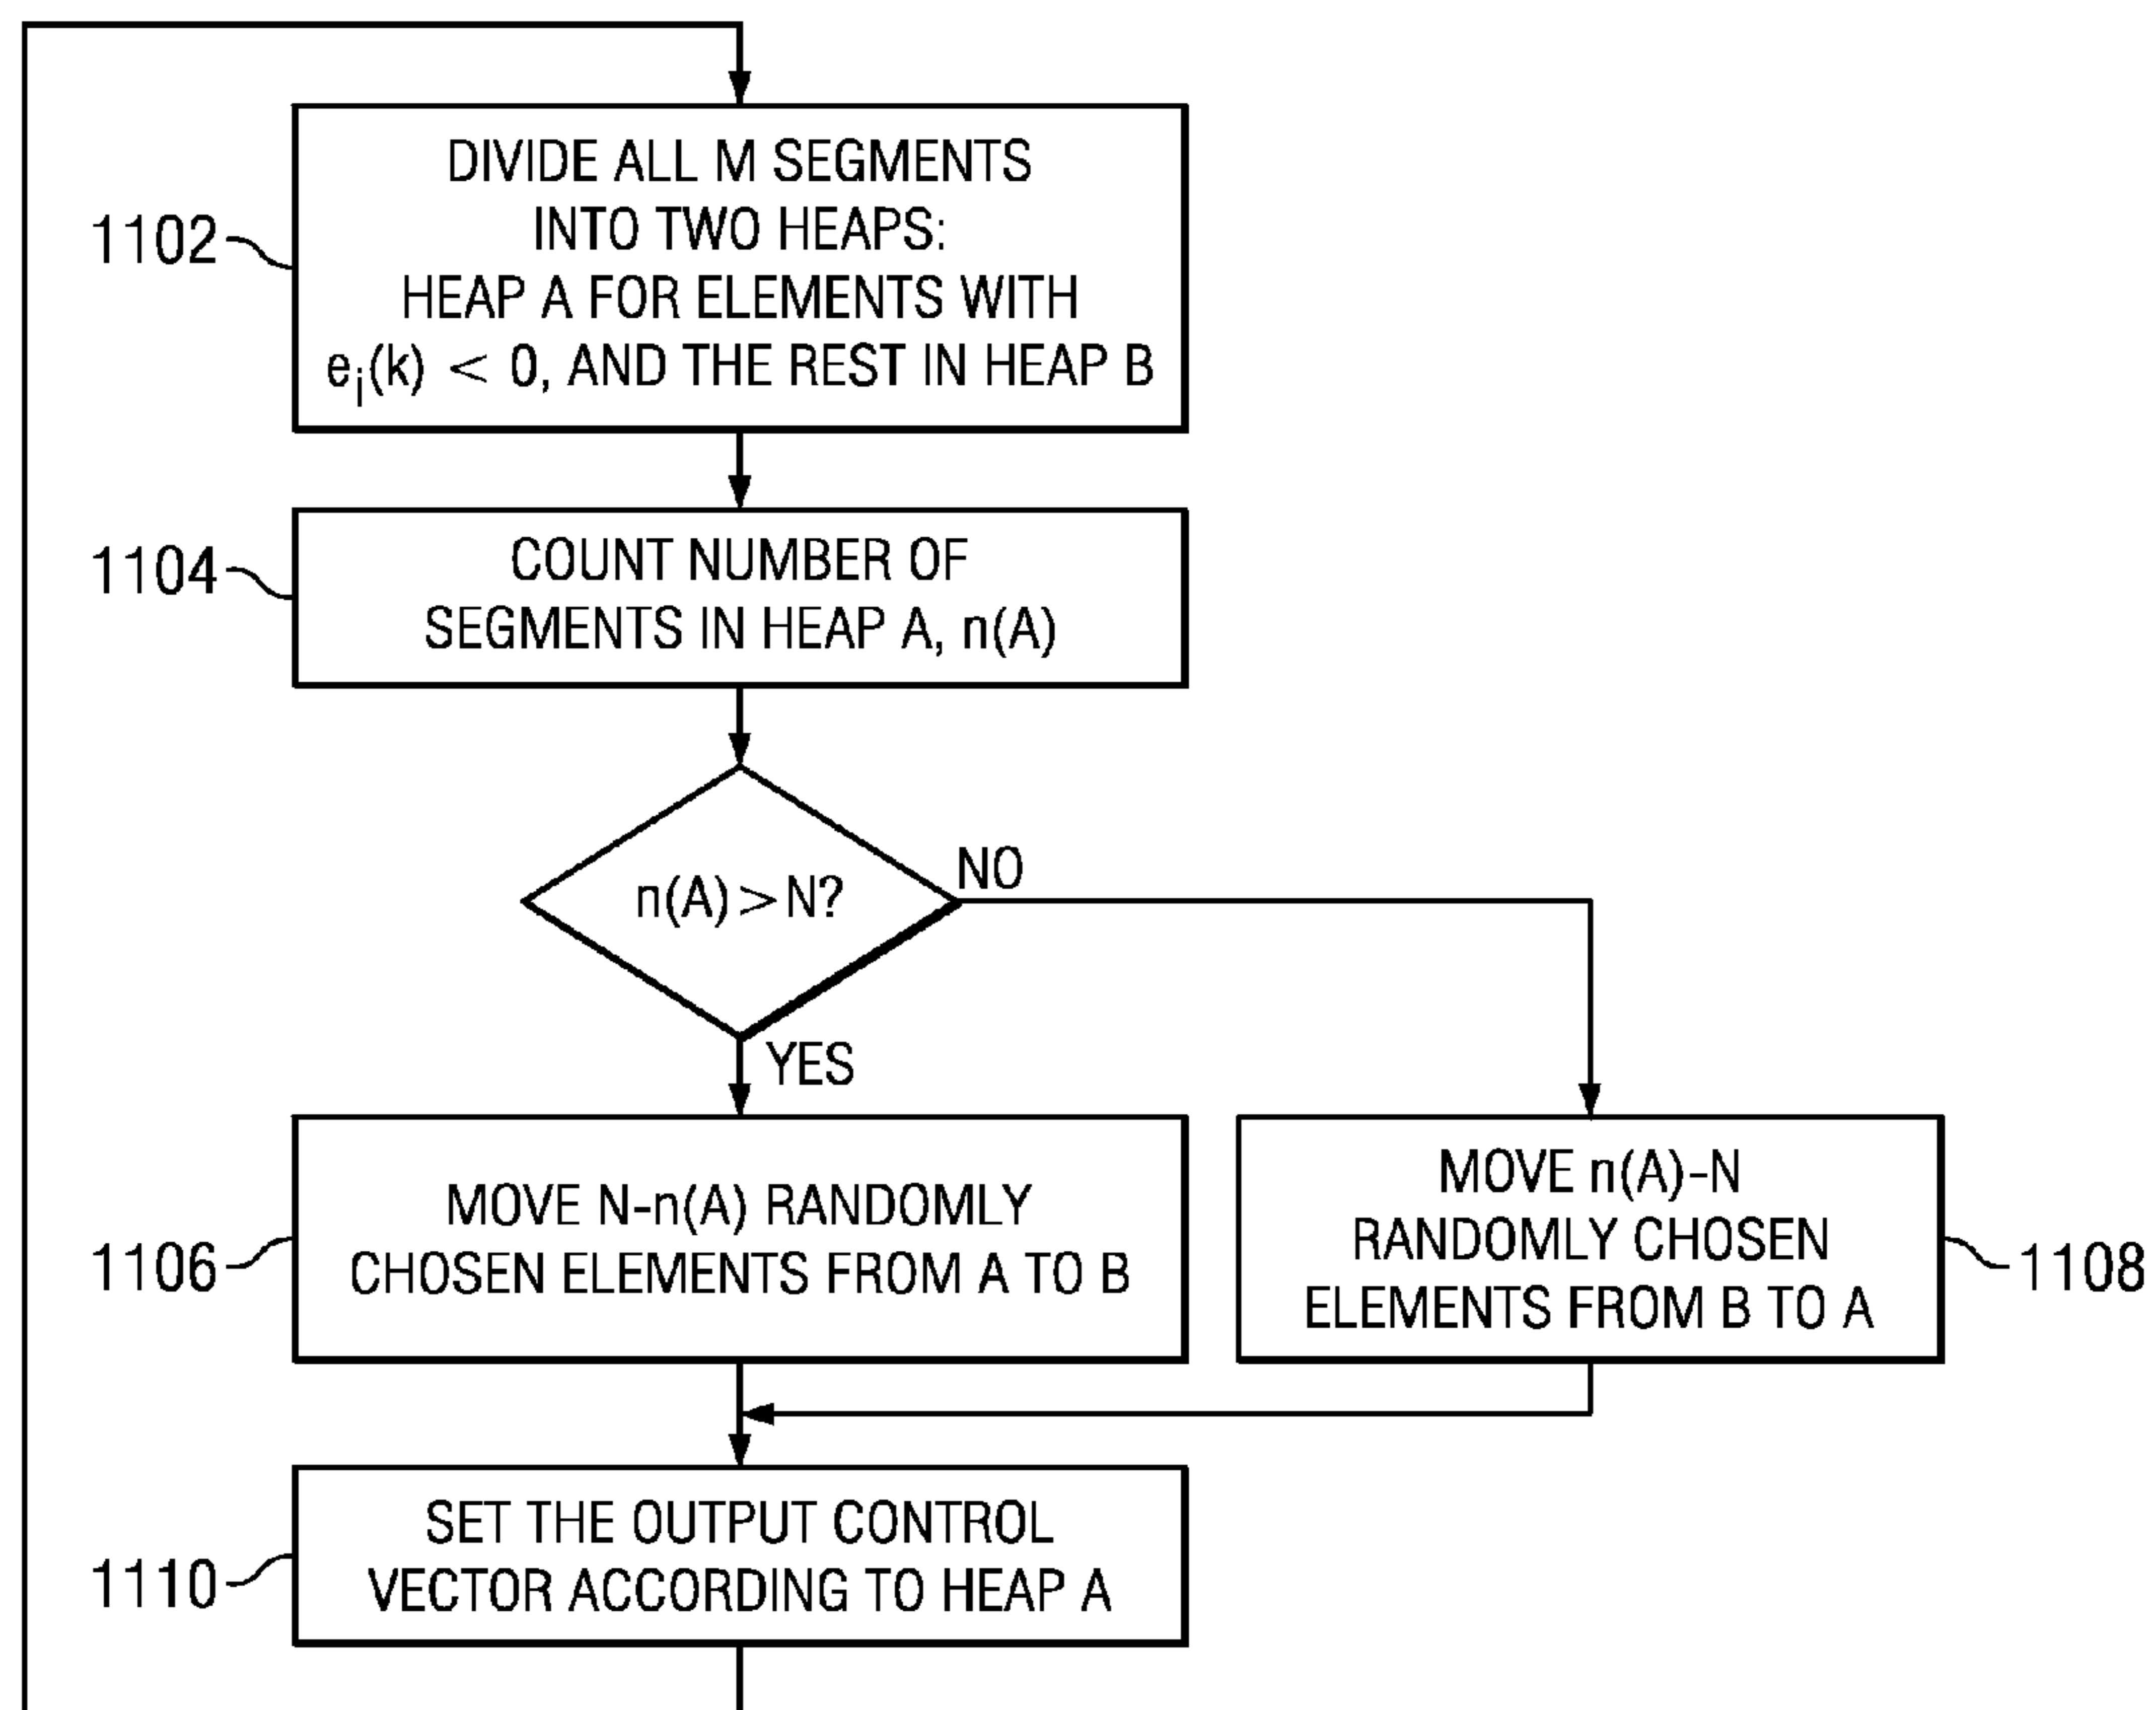 DIVIDE ALL M SEGMENTS
INTO TWO HEAPS:
HEAP A FOR ELEMENTS WITH
eᵢ(k) < 0, AND THE REST IN HEAP B
1102
COUNT NUMBER OF
SEGMENTS IN HEAP A, n(A)
1104
n(A) > N?
NO
YES
MOVE N-n(A) RANDOMLY
CHOSEN ELEMENTS FROM A TO B
1106
MOVE n(A)-N
RANDOMLY CHOSEN
ELEMENTS FROM B TO A
1108
SET THE OUTPUT CONTROL
VECTOR ACCORDING TO HEAP A
1110